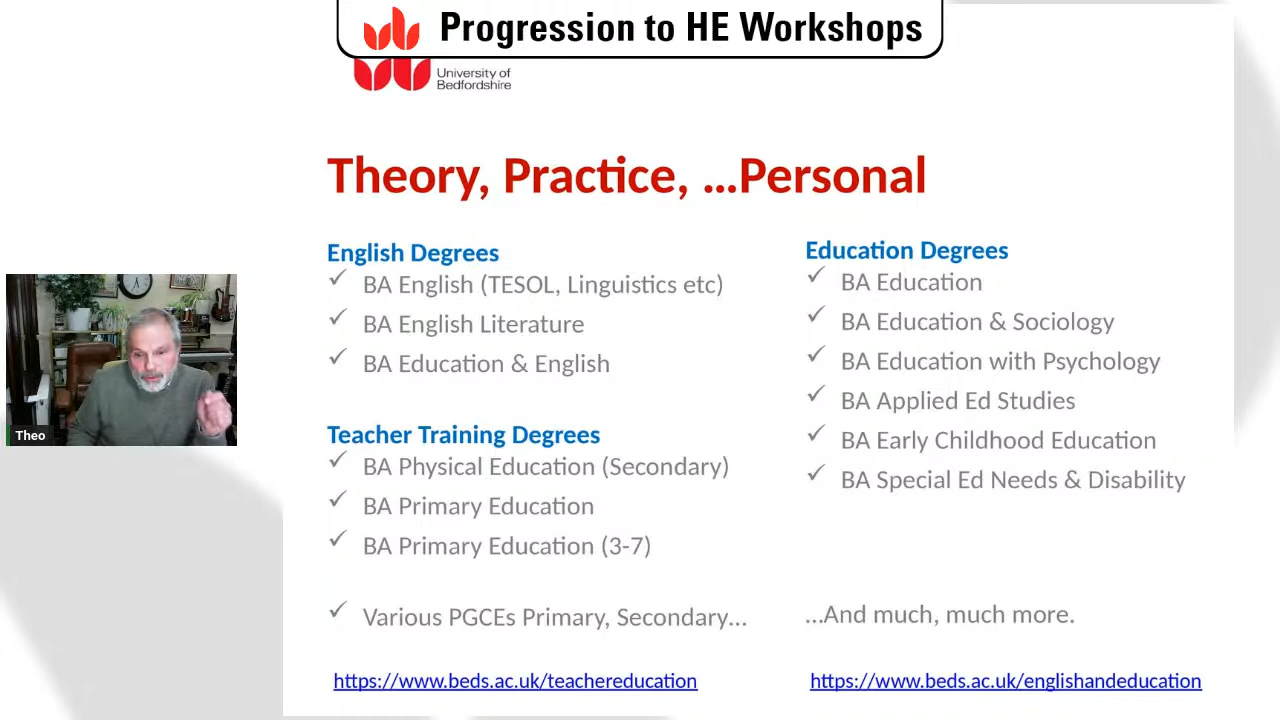 Progression to HE Workshops
University of
Bedfordshire
Theory, Practice, ...Personal
English Degrees
BA English (TESOL, Linguistics etc)
BA English Literature
BA Education & English
Teacher Training Degrees
BA Physical Education (Secondary)
BA Primary Education
BA Primary Education (3-7)
Various PGCEs Primary, Secondary...
https://www.beds.ac.uk/teachereducation
Education Degrees
BA Education
BA Education & Sociology
BA Education with Psychology
BA Applied Ed Studies
BA Early Childhood Education
BA Special Ed Needs & Disability
...And much, much more.
https://www.beds.ac.uk/englishandeducation
Theo